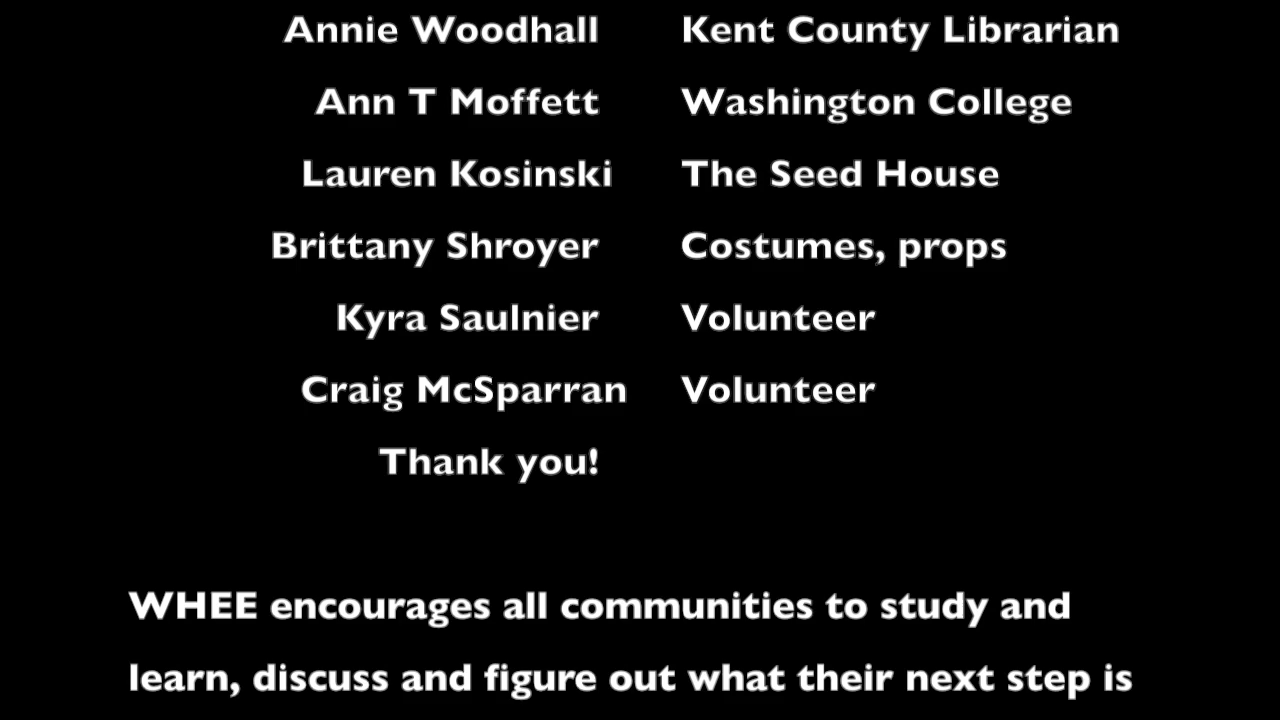 Annie Woodhall Kent County Librarian
Ann T Moffett Washington College
Lauren Kosinski The Seed House
Brittany Shroyer Costumes, props
Kyra Saulnier Volunteer
Craig McSparran Volunteer
Thank you!
WHEE encourages all communities to study and
learn, discuss and figure out what their next step is